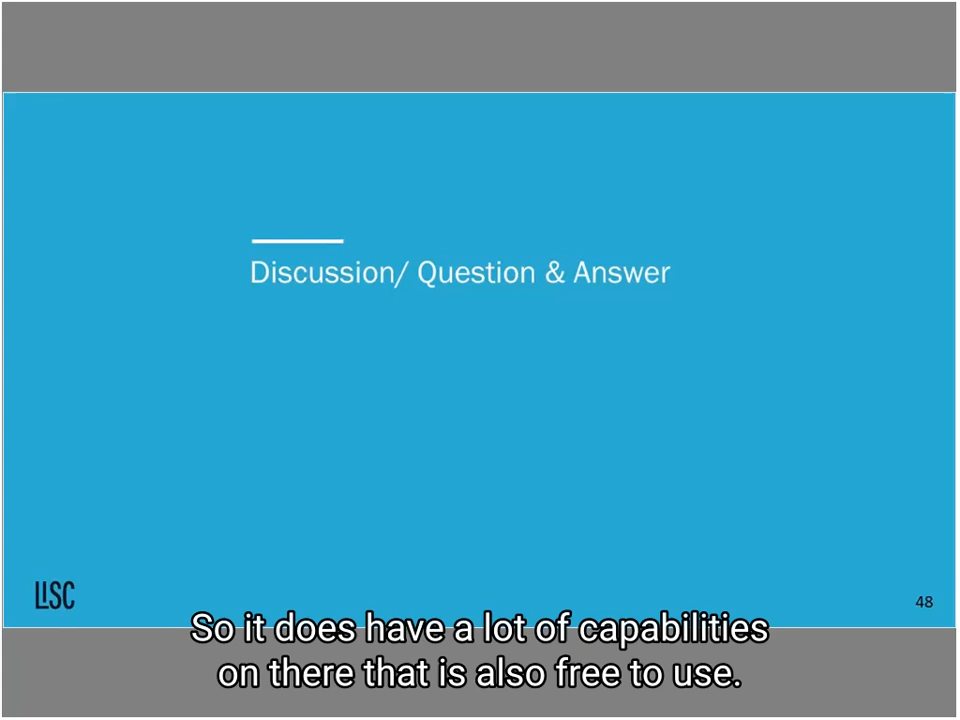 Discussion/ Question & Answer
LISC
48
So it does have a lot of capabilities
on there that is also free to use.